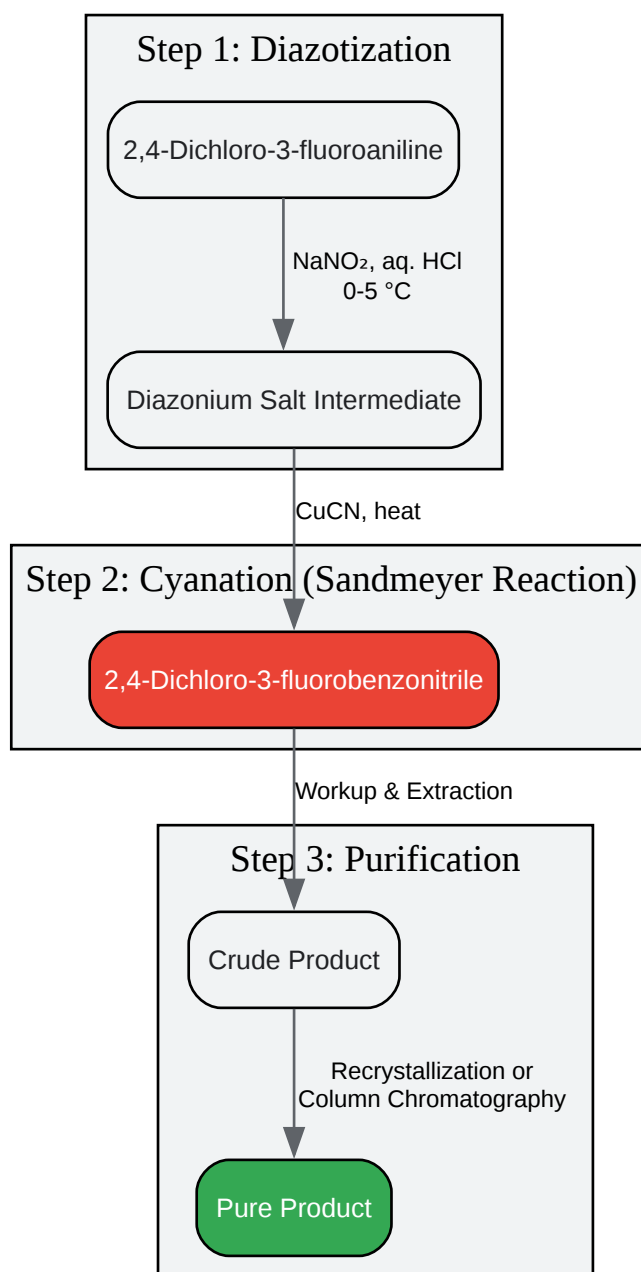 Step 1: Diazotization
2,4-Dichloro-3-fluoroaniline
NaNO₂, aq. HCl
0-5 °C
Diazonium Salt Intermediate
CuCN, heat
Step 2: Cyanation (Sandmeyer Reaction)
2,4-Dichloro-3-fluorobenzonitrile
Workup & Extraction
Step 3: Purification
Crude Product
Recrystallization or
Column Chromatography
Pure Product